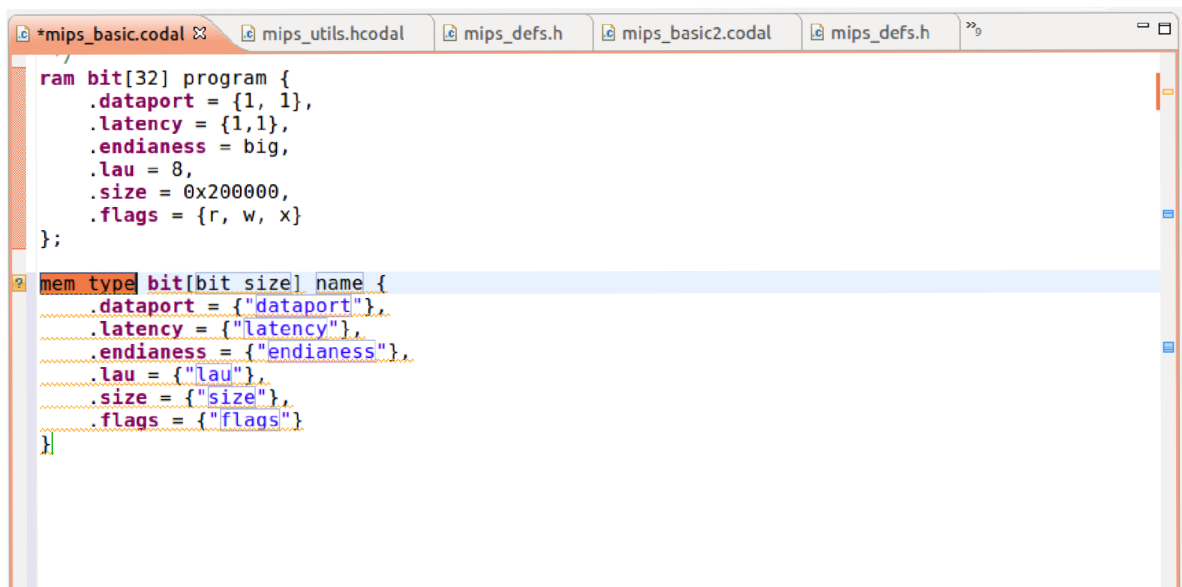 *mips_basic.codal mips_utils.hcodal mips_defs.h mips_basic2.codal mips_defs.h »9
*/
ram bit[32] program {
.dataport = {1, 1},
.latency = {1,1},
.endianess = big,
.lau = 8,
.size = 0x200000,
.flags = {r, w, x}
};
mem type bit[bit size] name {
.dataport = {"dataport"},
.latency = {"latency"},
.endianess = {"endianess"},
.lau = {"lau"},
.size = {"size"},
.flags = {"flags"}
}